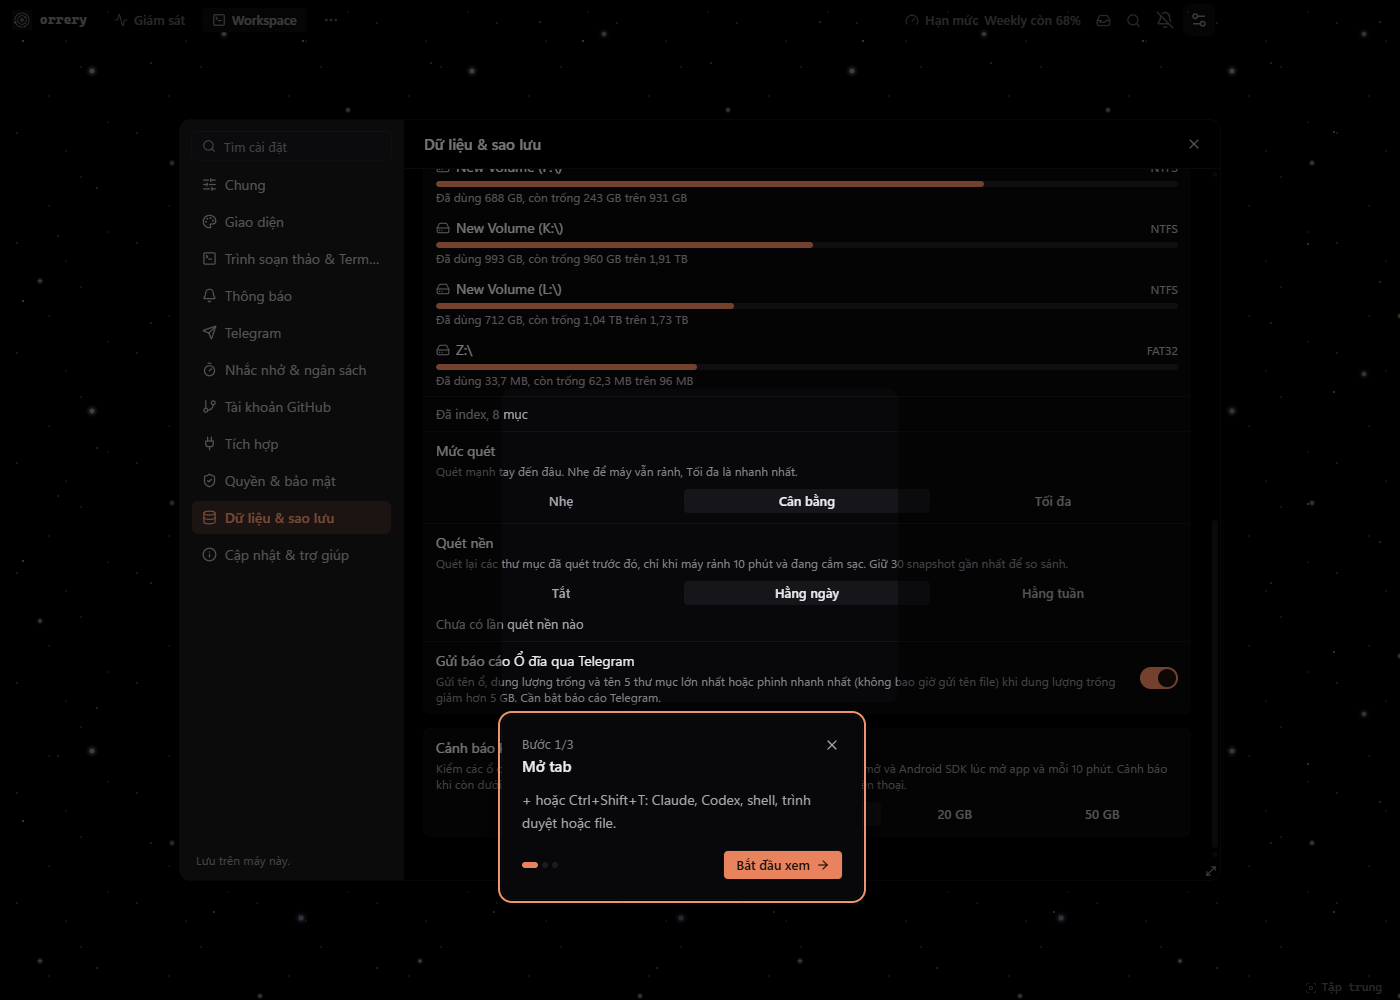 orrery
Giám sát
Workspace
Hạn mức Weekly còn 68%
Tìm cài đặt
Chung
Giao diện
Trình soạn thảo & Term...
Thông báo
Telegram
Nhắc nhở & ngân sách
Tài khoản GitHub
Tích hợp
Quyền & bảo mật
Dữ liệu & sao lưu
Cập nhật & trợ giúp
Lưu trên máy này.
Dữ liệu & sao lưu
New Volume
NTFS
Đã dùng 688 GB, còn trống 243 GB trên 931 GB
New Volume (K:\)
NTFS
Đã dùng 993 GB, còn trống 960 GB trên 1,91 TB
New Volume (L:\)
NTFS
Đã dùng 712 GB, còn trống 1,04 TB trên 1,73 TB
Z:\
FAT32
Đã dùng 33,7 MB, còn trống 62,3 MB trên 96 MB
Đã index, 8 mục
Mức quét
Quét mạnh tay đến đâu. Nhẹ để máy vẫn rảnh, Tối đa là nhanh nhất.
Nhẹ
Cân bằng
Tối đa
Quét nền
Quét lại các thư mục đã quét trước đó, chỉ khi máy rảnh 10 phút và đang cắm sạc. Giữ 30 snapshot gần nhất để so sánh.
Tắt
Hằng ngày
Hằng tuần
Chưa có lần quét nền nào
Gửi báo cáo Ổ đĩa qua Telegram
Gửi tên ổ, dung lượng trống và tên 5 thư mục lớn nhất hoặc phình nhanh nhất (không bao giờ gửi tên file) khi dung lượng trống
giảm hơn 5 GB. Cần bật báo cáo Telegram.
Cảnh báo
Kiểm các ổ
mở và Android SDK lúc mở app và mỗi 10 phút. Cảnh báo
khi còn dưới
thoại.
20 GB
50 GB
Bước 1/3
Mở tab
+ hoặc Ctrl+Shift+T: Claude, Codex, shell, trình
duyệt hoặc file.
Bắt đầu xem
Tập trung